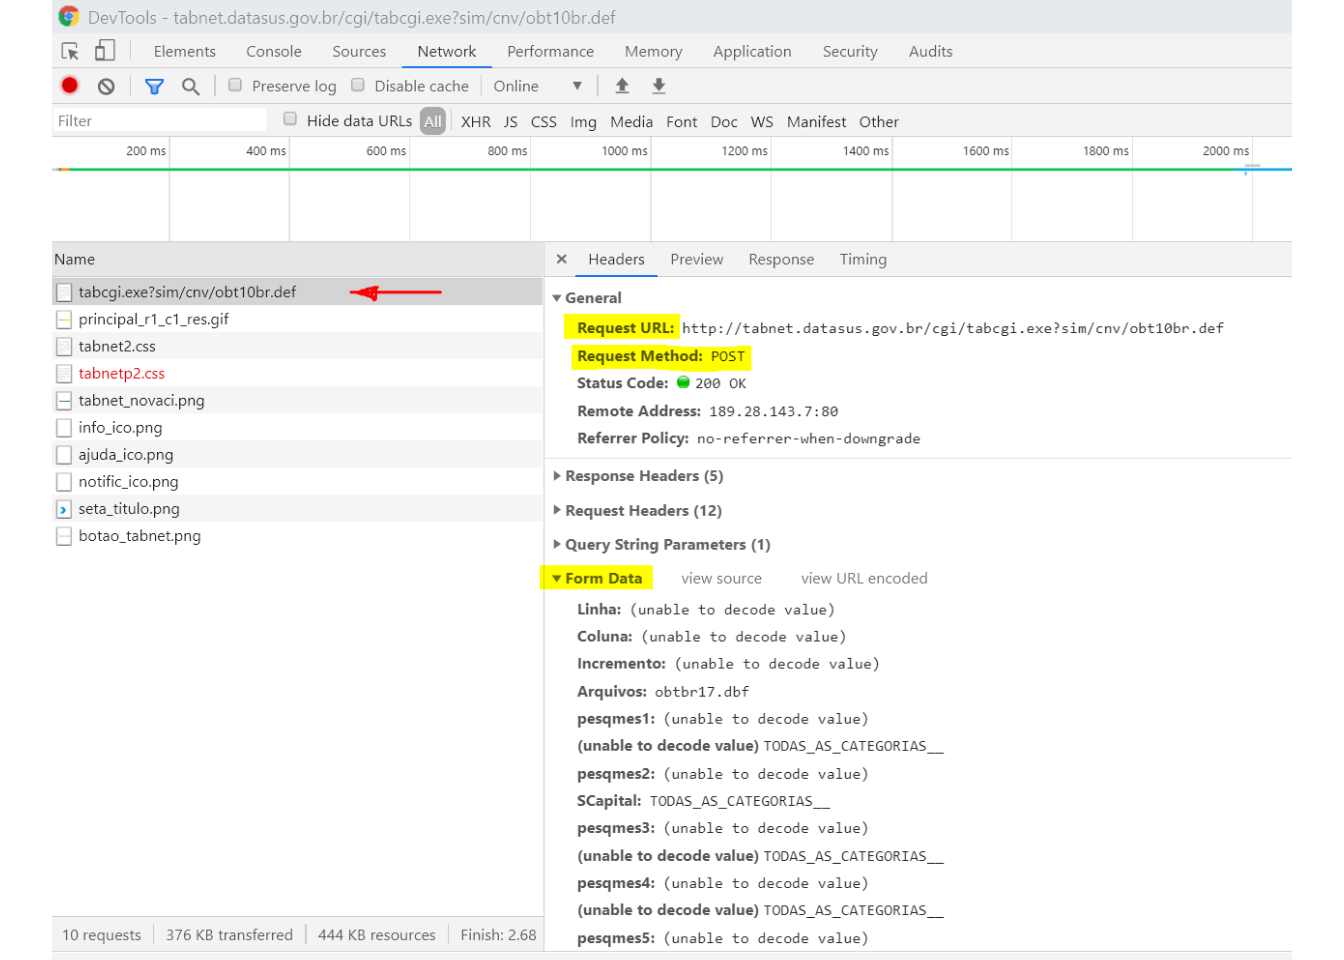 DevTools - tabnet.datasus.gov.br/cgi/tabcgi.exe?sim/cnv/obt10br.def
Elements Console Sources Network Performance Memory Application Security Audits
Preserve log Disable cache Online
Filter Hide data URLs All XHR JS CSS Img Media Font Doc WS Manifest Other
200 ms 400 ms 600 ms 800 ms 1000 ms 1200 ms 1400 ms 1600 ms 1800 ms 2000 ms
Name
tabcgi.exe?sim/cnv/obt10br.def
principal_r1_c1_res.gif
tabnet2.css
tabnetp2.css
tabnet_novaci.png
info_ico.png
ajuda_ico.png
notific_ico.png
seta_titulo.png
botao_tabnet.png
10 requests 376 KB transferred 444 KB resources Finish: 2.68
Headers Preview Response Timing
General
Request URL: http://tabnet.datasus.gov.br/cgi/tabcgi.exe?sim/cnv/obt10br.def
Request Method: POST
Status Code: 200 OK
Remote Address: 189.28.143.7:80
Referrer Policy: no-referrer-when-downgrade
Response Headers (5)
Request Headers (12)
Query String Parameters (1)
Form Data view source view URL encoded
Linha: (unable to decode value)
Coluna: (unable to decode value)
Incremento: (unable to decode value)
Arquivos: obtbr17.dbf
pesqmes1: (unable to decode value)
(unable to decode value) TODAS_AS_CATEGORIAS__
pesqmes2: (unable to decode value)
SCapital: TODAS_AS_CATEGORIAS__
pesqmes3: (unable to decode value)
(unable to decode value) TODAS_AS_CATEGORIAS__
pesqmes4: (unable to decode value)
(unable to decode value) TODAS_AS_CATEGORIAS__
pesqmes5: (unable to decode value)